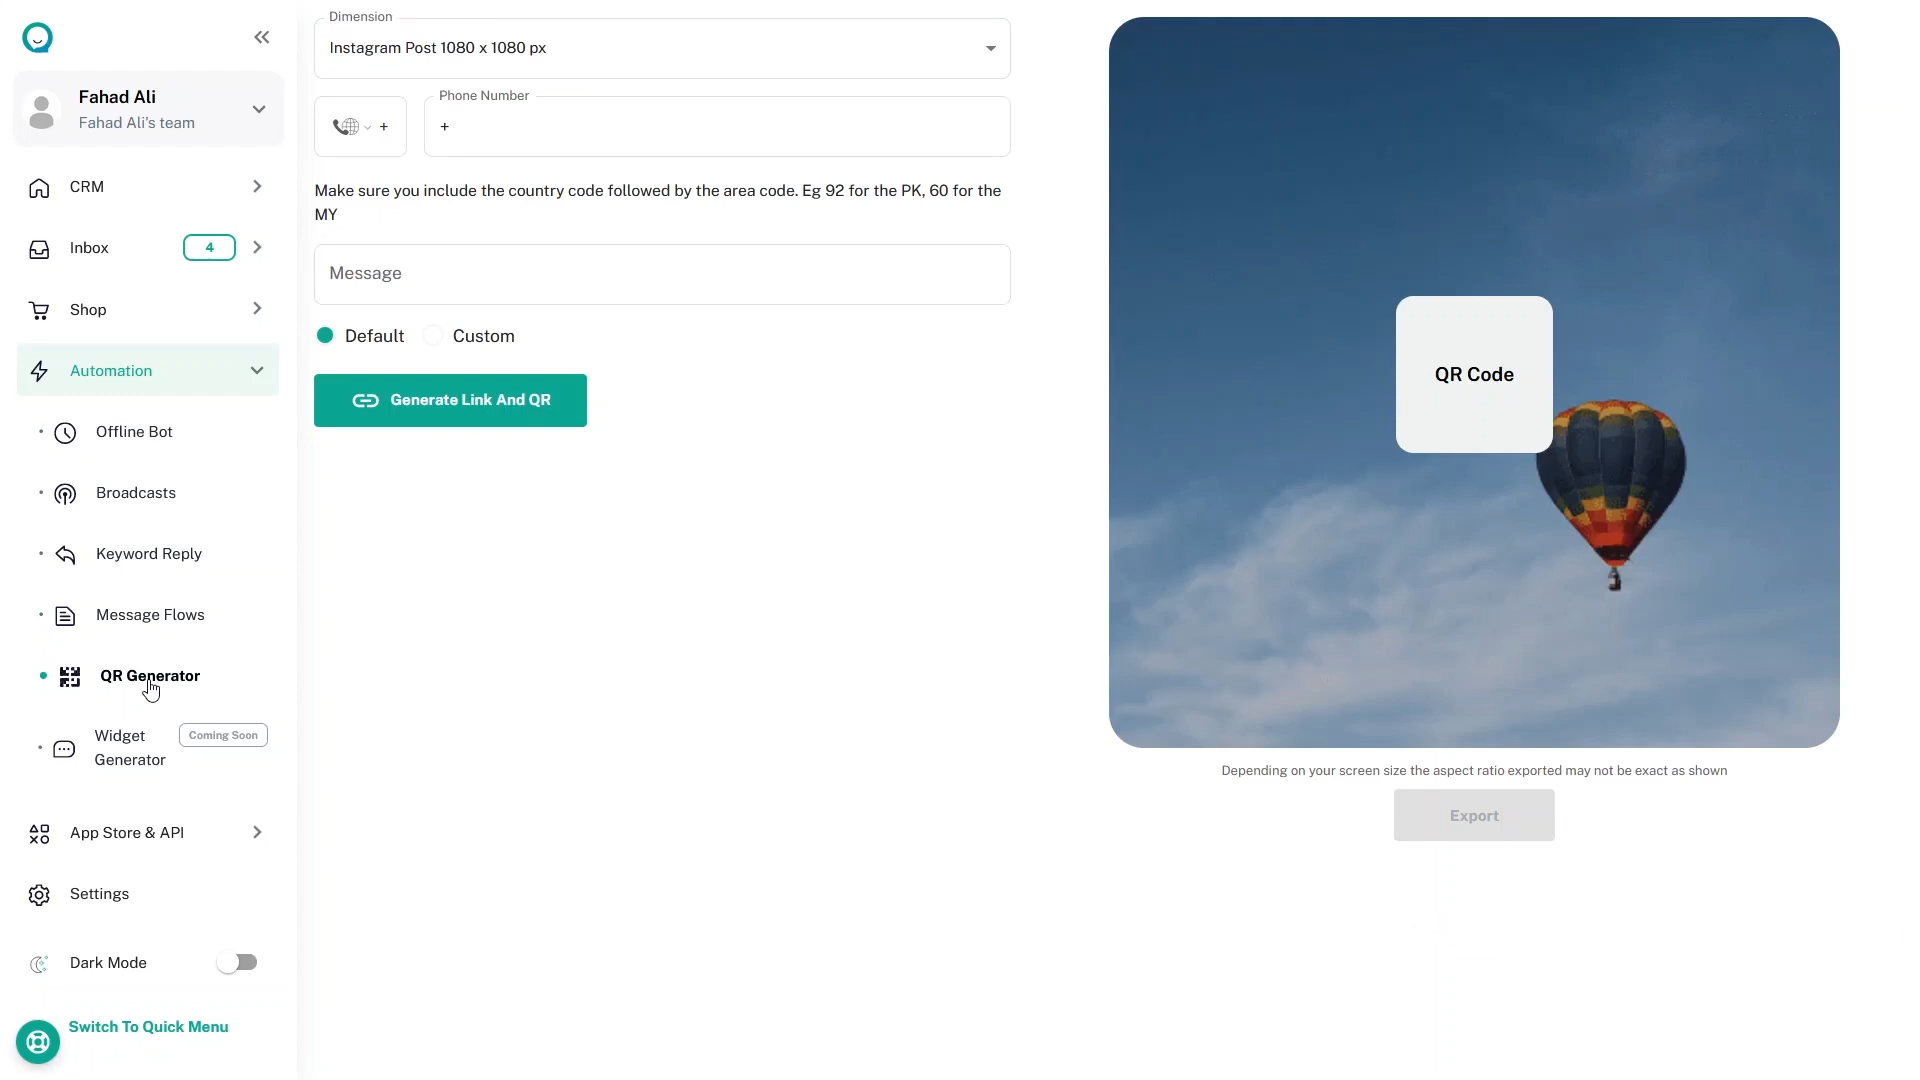 Fahad Ali
Fahad Ali's team
CRM
Inbox
4
Shop
Automation
Offline Bot
Broadcasts
Keyword Reply
Message Flows
QR Generator
Widget
Generator
Coming Soon
App Store & API
Settings
Dark Mode
Switch To Quick Menu
Dimension
Instagram Post 1080 x 1080 px
+
Phone Number
+
Make sure you include the country code followed by the area code. Eg 92 for the PK, 60 for the
MY
Message
Default
Custom
Generate Link And QR
QR Code
Depending on your screen size the aspect ratio exported may not be exact as shown
Export